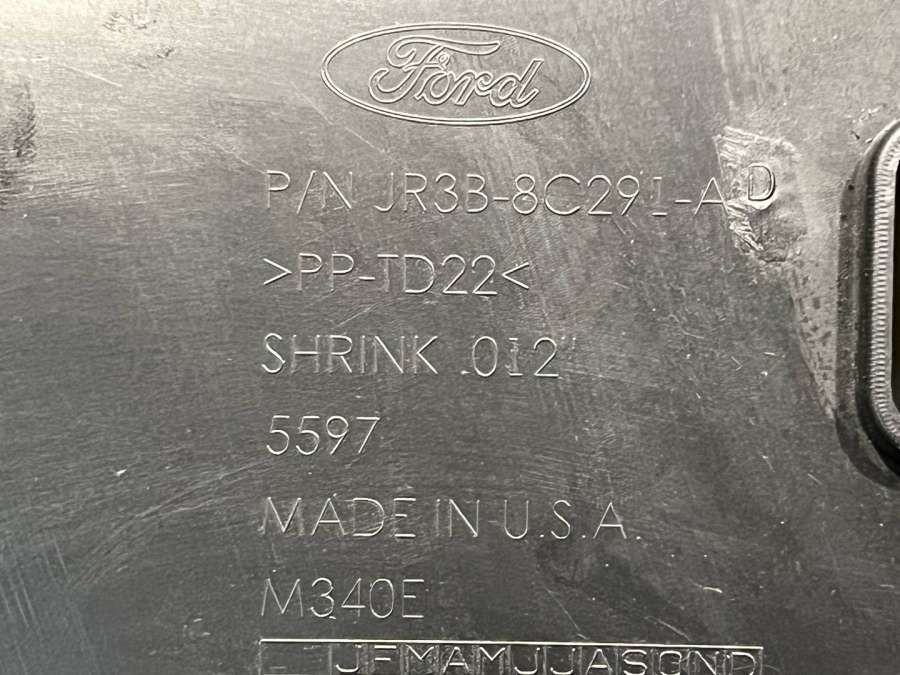 Ford
P/N JR3B-8C291-AD
>PP-TD22<
SHRINK .012"
5597
MADE IN U.S.A
M340E
JFMAMJJASOND